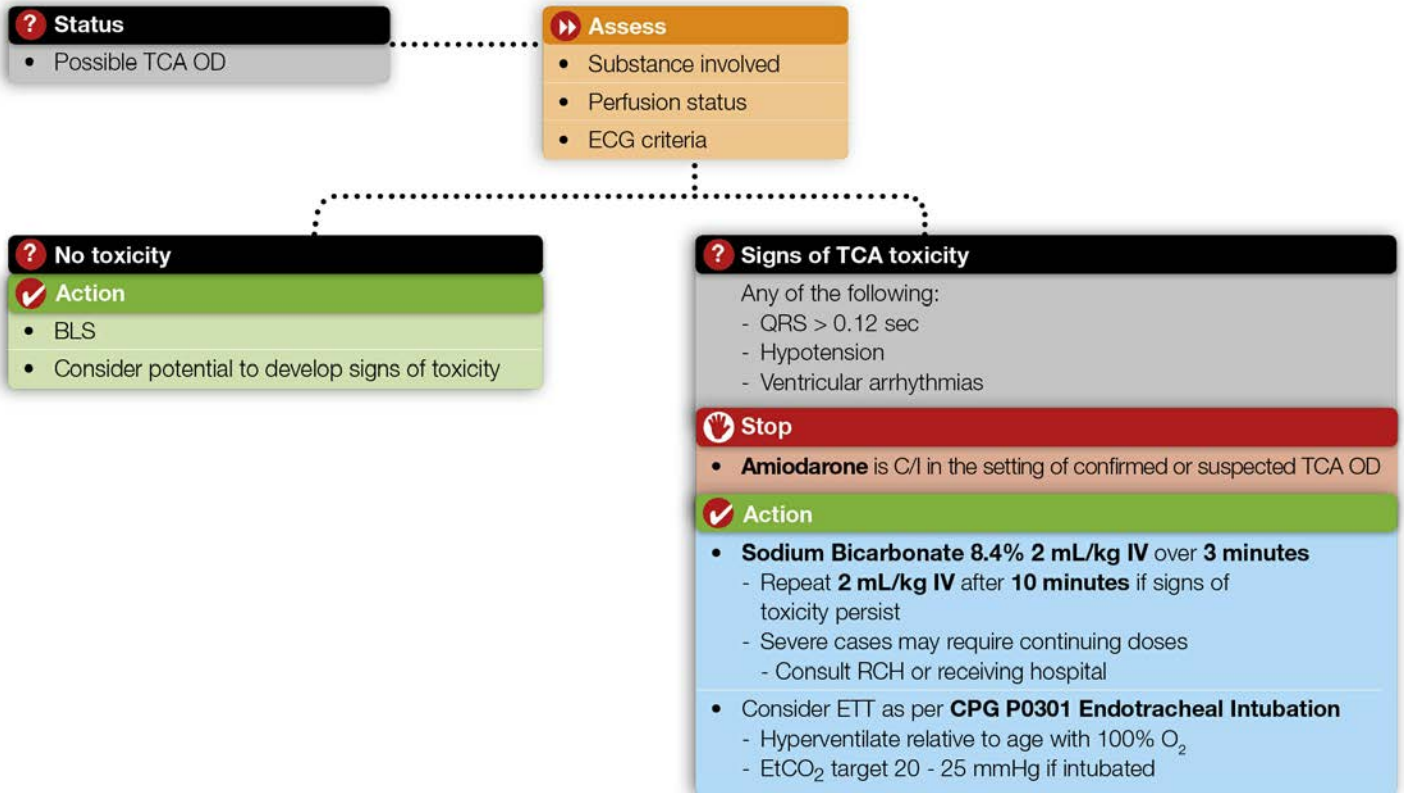 Status
• Possible TCA OD
Assess
• Substance involved
• Perfusion status
• ECG criteria
No toxicity
Action
• BLS
• Consider potential to develop signs of toxicity
Signs of TCA toxicity
Any of the following:
- QRS > 0.12 sec
- Hypotension
- Ventricular arrhythmias
Stop
• Amiodarone is C/I in the setting of confirmed or suspected TCA OD
Action
• Sodium Bicarbonate 8.4% 2 mL/kg IV over 3 minutes
- Repeat 2 mL/kg IV after 10 minutes if signs of
toxicity persist
- Severe cases may require continuing doses
- Consult RCH or receiving hospital
• Consider ETT as per CPG P0301 Endotracheal Intubation
- Hyperventilate relative to age with 100% O₂
- EtCO₂ target 20 - 25 mmHg if intubated